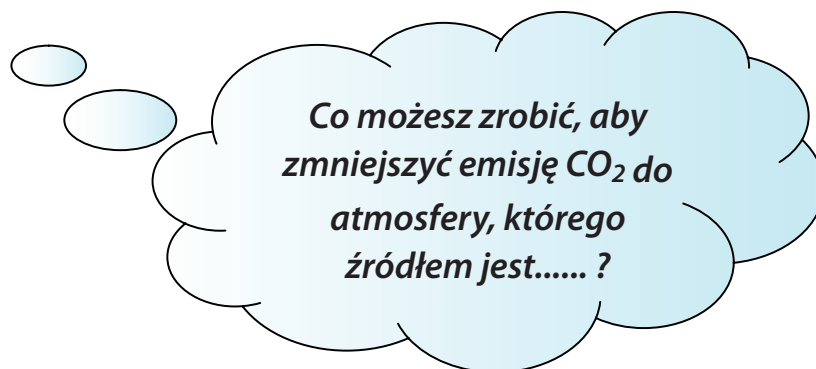 Co możesz zrobić, aby
zmniejszyć emisję CO₂ do
atmosfery, którego
źródłem jest...... ?